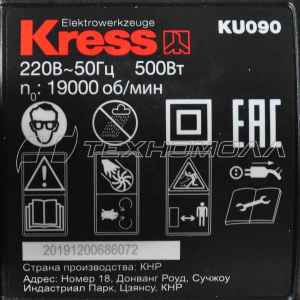 Elektrowerkzeuge
Kress
KU090
220В~50Гц 500Вт
n₀: 19000 об/мин
EAC
ТЕХНОМОЛЛ
20191200686072
Страна производства: КНР
Адрес: Номер 18, Донванг Роуд, Сучжоу
Индастриал Парк, Цзянсу, КНР